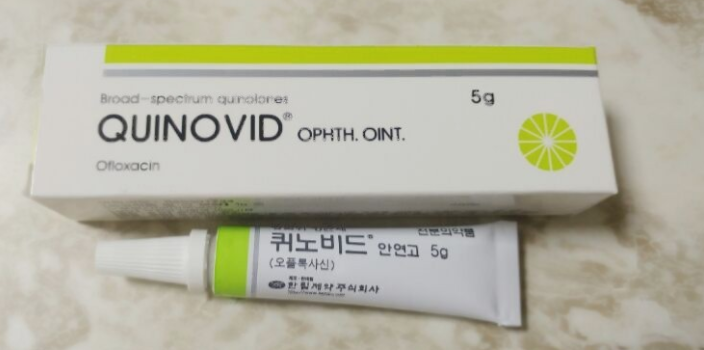 Broad-spectrum quinolones
5g
QUINOVID® OPHTH. OINT.
Ofloxacin
전문의약품
퀴노비드® 안연고 5g
(오플록사신)
한림제약주식회사